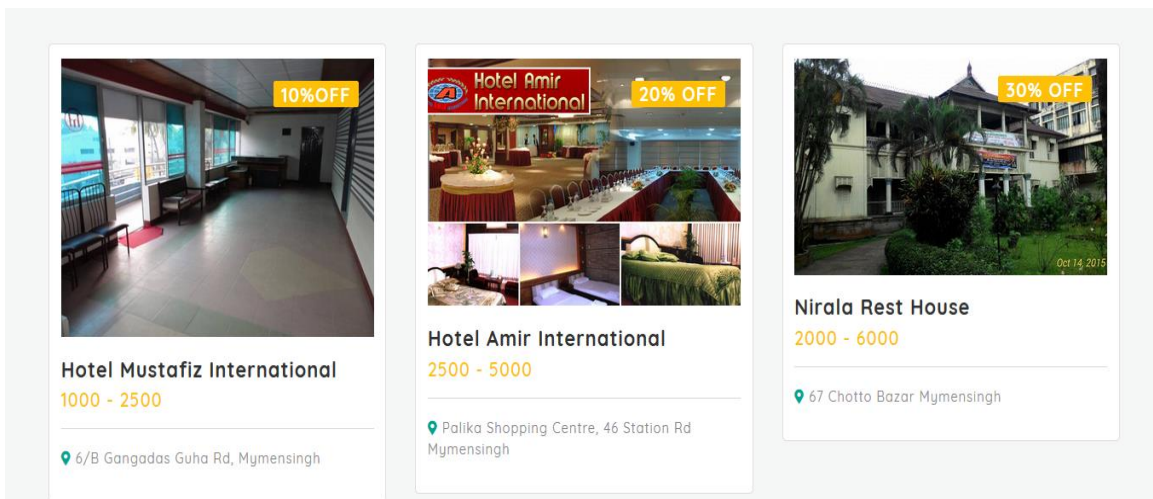 10%OFF
Hotel Mustafiz International
1000 - 2500
6/B Gangadas Guha Rd, Mymensingh
Hotel Amir
International
20% OFF
Hotel Amir International
2500 - 5000
Palika Shopping Centre, 46 Station Rd
Mymensingh
30% OFF
Oct 14, 2015
Nirala Rest House
2000 - 6000
67 Chotto Bazar Mymensingh